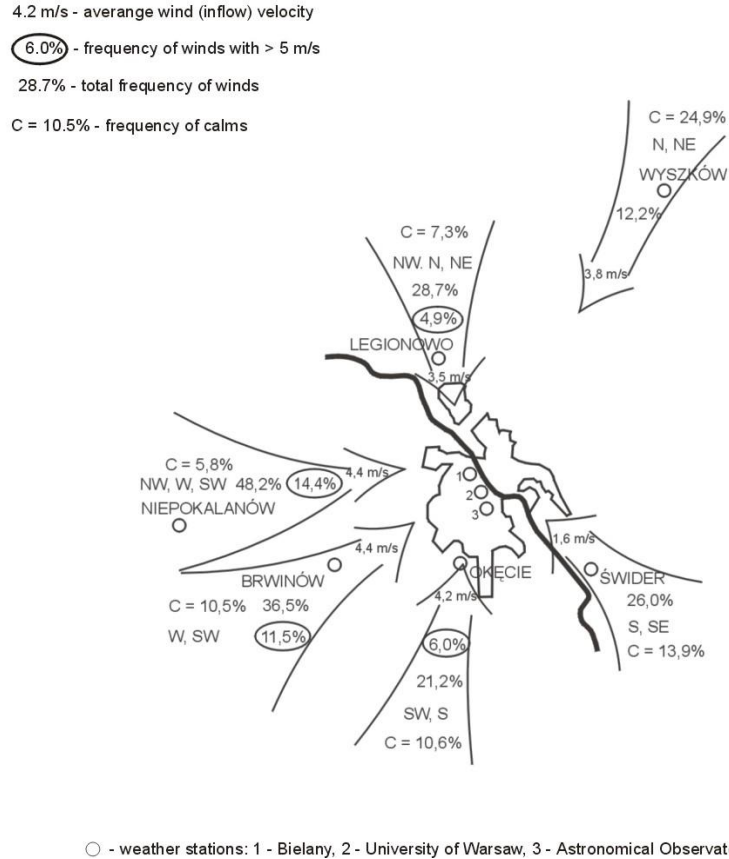 4.2 m/s - averange wind (inflow) velocity
6.0% - frequency of winds with > 5 m/s
28.7% - total frequency of winds
C = 10.5% - frequency of calms
C = 24,9%
N, NE
WYSZKÓW
12,2%
3,8 m/s
C = 7,3%
NW. N, NE
28,7%
4,9%
LEGIONOWO
3,5 m/s
C = 5,8%
NW, W, SW 48,2% 14,4%
4,4 m/s
NIEPOKALANÓW
1
2
3
4,4 m/s
BRWINÓW
C = 10,5% 36,5%
W, SW 11,5%
OKĘCIE
4,2 m/s
6,0%
21,2%
SW, S
C = 10,6%
1,6 m/s
ŚWIDER
26,0%
S, SE
C = 13,9%
- weather stations: 1 - Bielany, 2 - University of Warsaw, 3 - Astronomical Observat